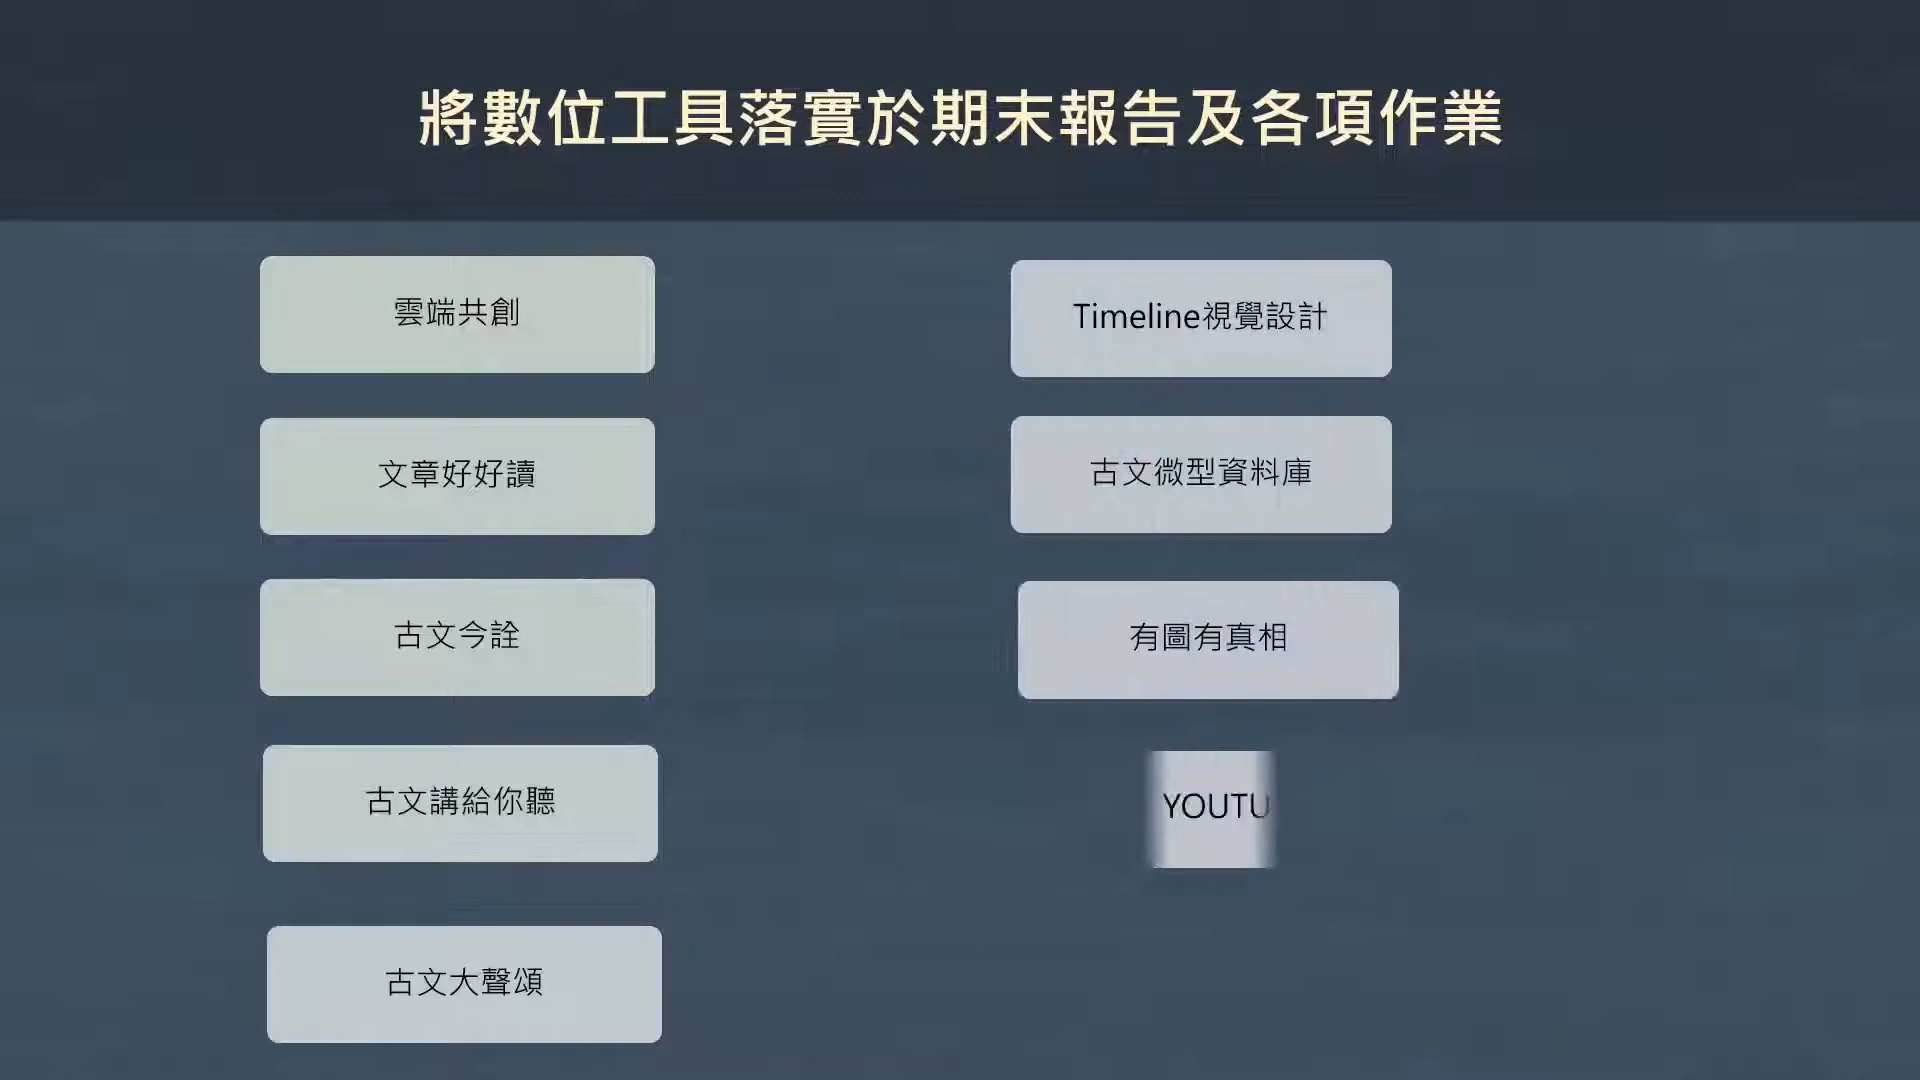 將數位工具落實於期末報告及各項作業
雲端共創
文章好好讀
古文今詮
古文講給你聽
古文大聲頌
Timeline視覺設計
古文微型資料庫
有圖有真相
YOUTU